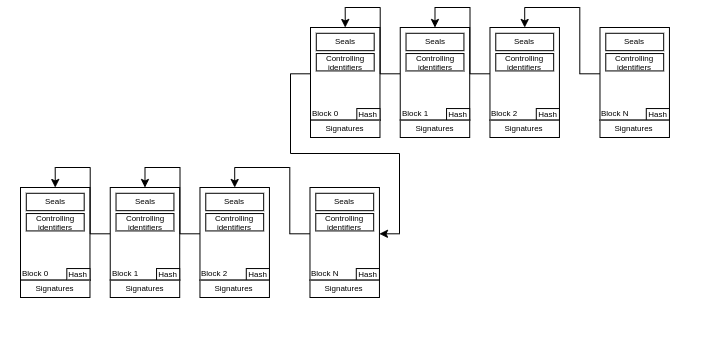 Seals
Controlling
identifiers
Block 0
Hash
Signatures
Seals
Controlling
identifiers
Block 1
Hash
Signatures
Seals
Controlling
identifiers
Block 2
Hash
Signatures
Seals
Controlling
identifiers
Block N
Hash
Signatures
Seals
Controlling
identifiers
Block 0
Hash
Signatures
Seals
Controlling
identifiers
Block 1
Hash
Signatures
Seals
Controlling
identifiers
Block 2
Hash
Signatures
Seals
Controlling
identifiers
Block N
Hash
Signatures